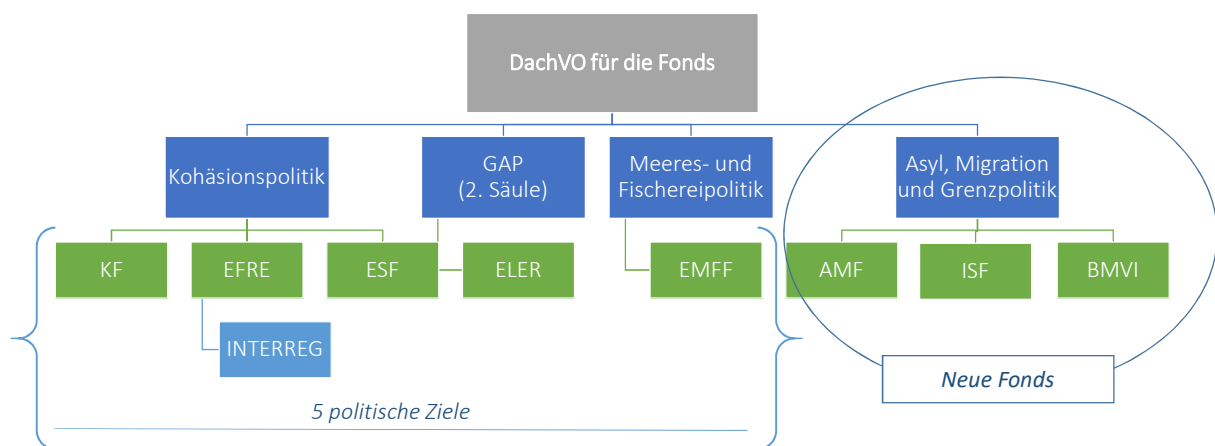 DachVO für die Fonds
Kohäsionspolitik
GAP
(2. Säule)
Meeres- und
Fischereipolitik
Asyl, Migration
und Grenzpolitik
KF
EFRE
ESF
ELER
EMFF
AMF
ISF
BMVI
INTERREG
Neue Fonds
5 politische Ziele